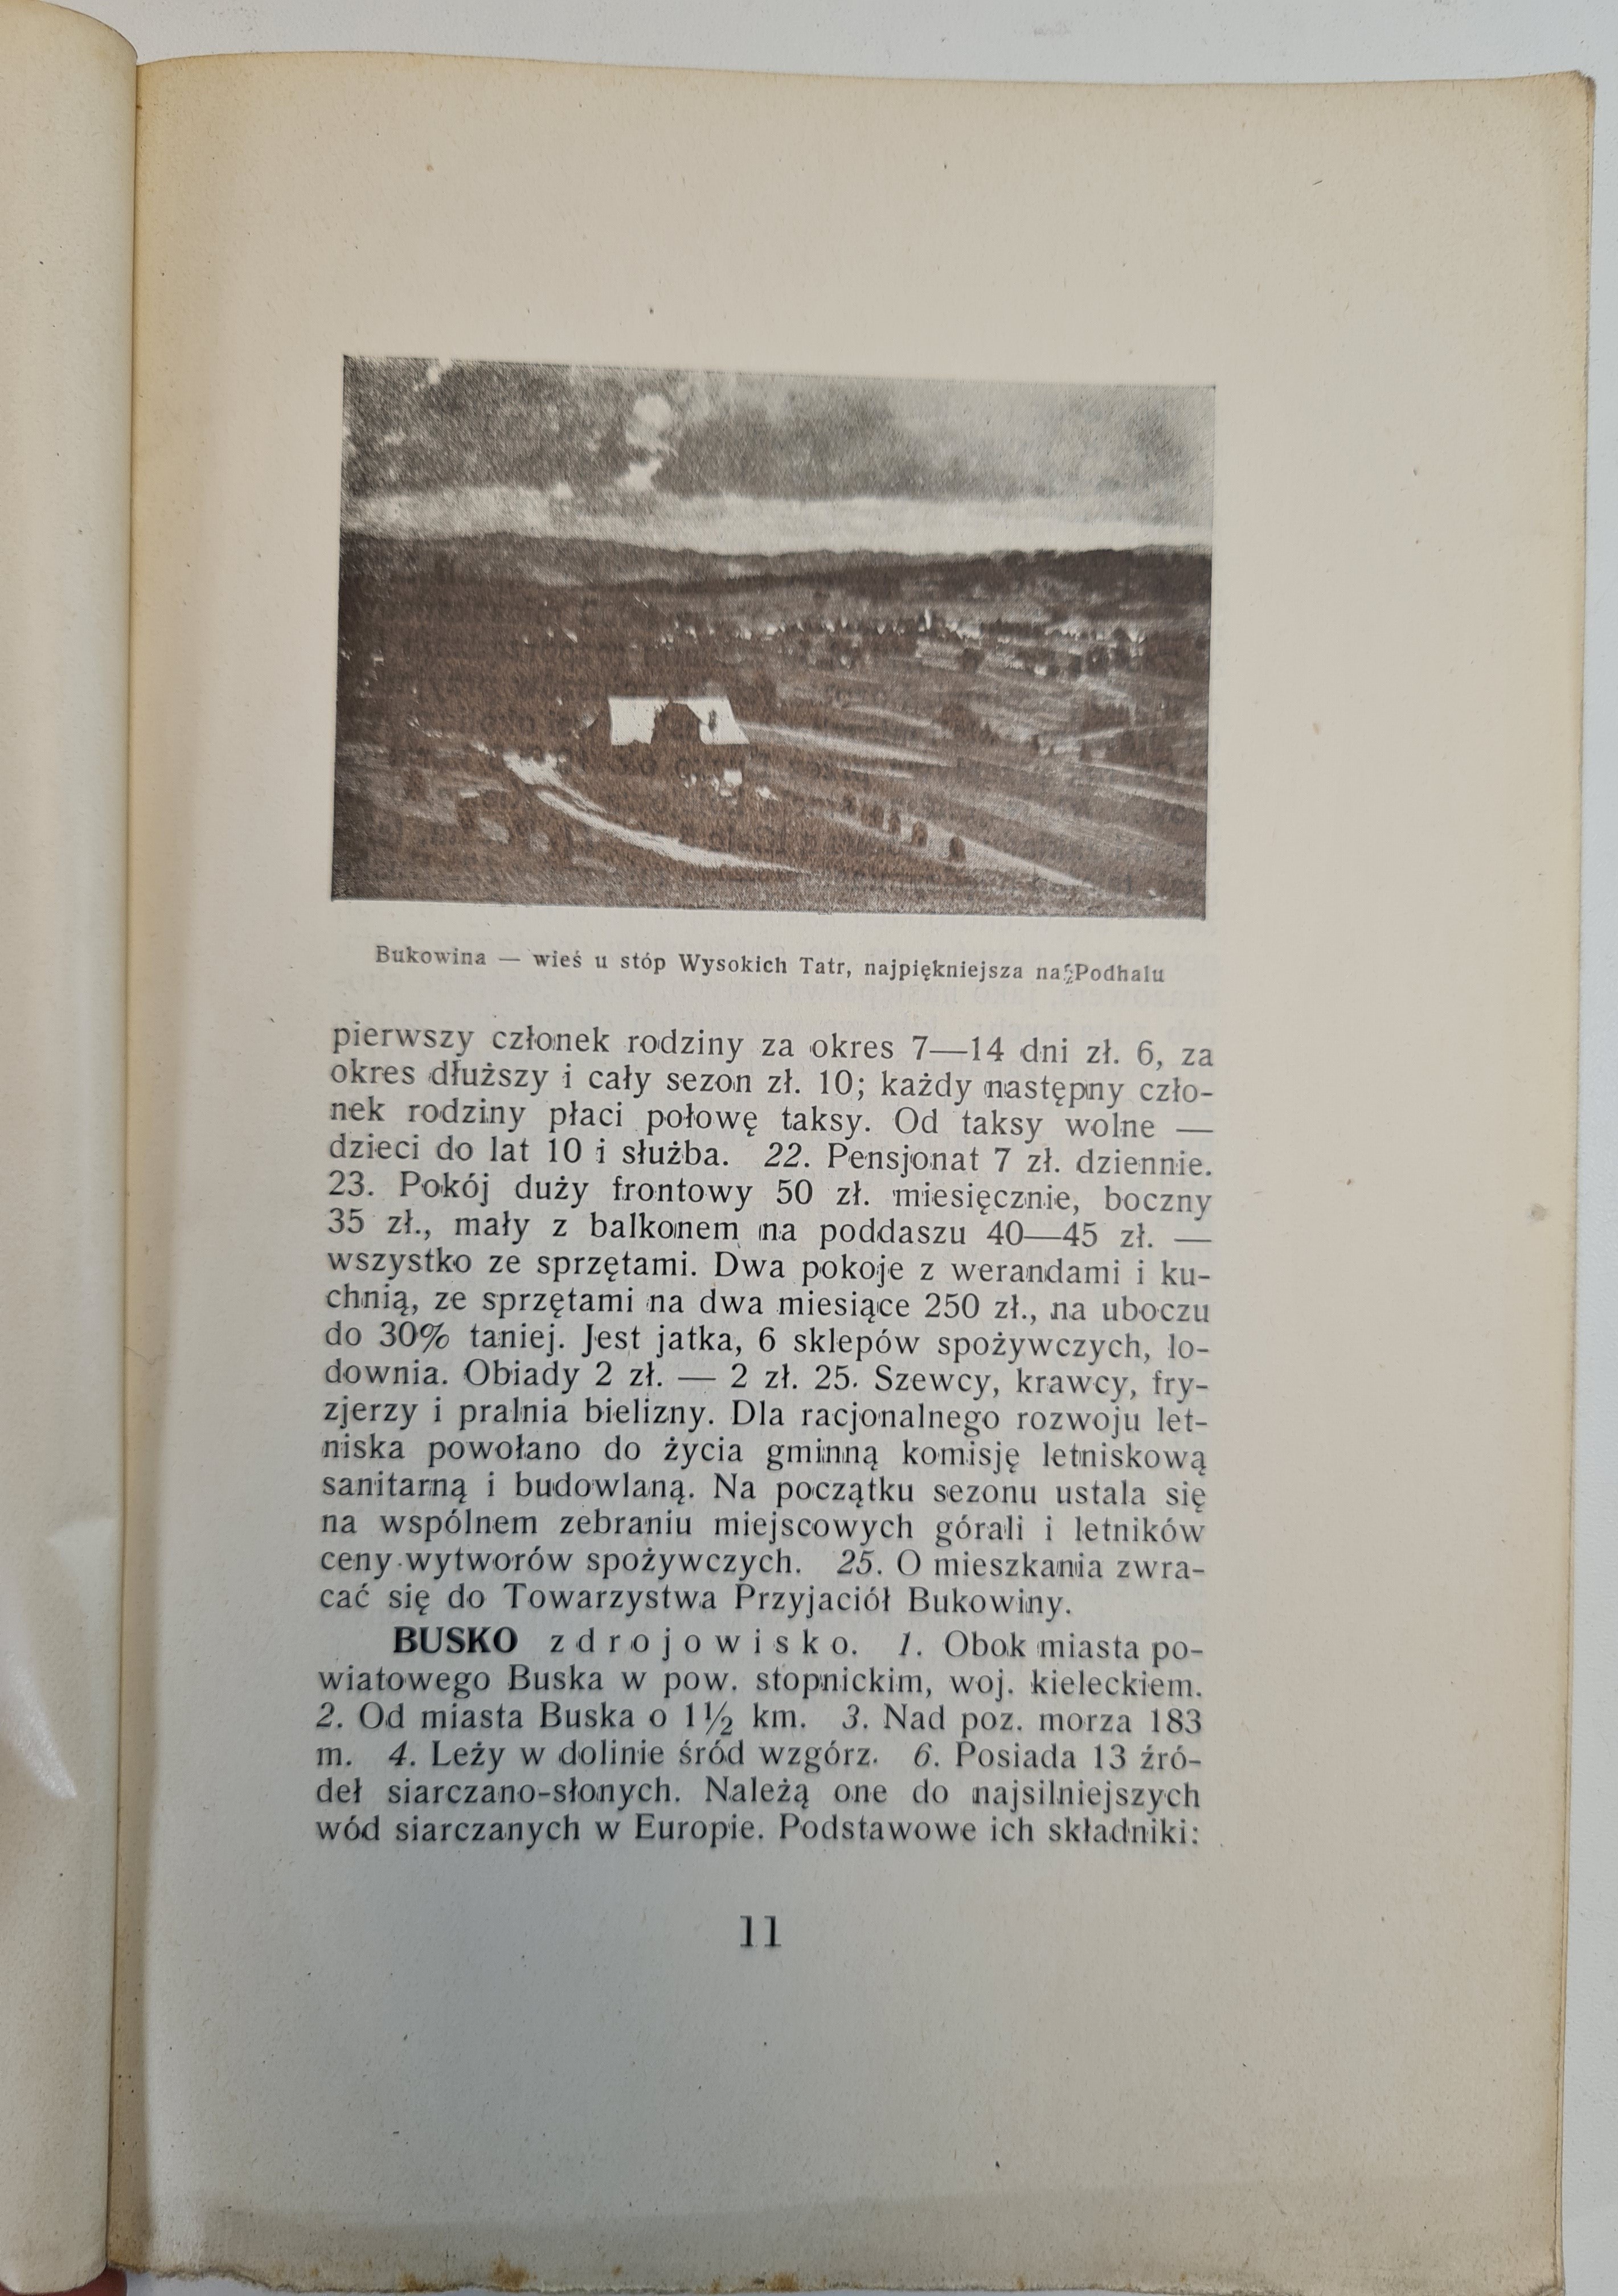 Bukowina — wieś u stóp Wysokich Tatr, najpiękniejsza na Podhalu
pierwszy członek rodziny za okres 7—14 dni zł. 6, za
okres dłuższy i cały sezon zł. 10; każdy następny czło-
nek rodziny płaci połowę taksy. Od taksy wolne —
dzieci do lat 10 i służba. 22. Pensjonat 7 zł. dziennie.
23. Pokój duży frontowy 50 zł. miesięcznie, boczny
35 zł., mały z balkonem na poddaszu 40—45 zł. —
wszystko ze sprzętami. Dwa pokoje z werandami i ku-
chnią, ze sprzętami na dwa miesiące 250 zł., na uboczu
do 30% taniej. Jest jatka, 6 sklepów spożywczych, lo-
downia. Obiady 2 zł. — 2 zł. 25. Szewcy, krawcy, fry-
zjerzy i pralnia bielizny. Dla racjonalnego rozwoju let-
niska powołano do życia gminną komisję letniskową
sanitarną i budowlaną. Na początku sezonu ustala się
na wspólnem zebraniu miejscowych górali i letników
ceny wytworów spożywczych. 25. O mieszkania zwra-
cać się do Towarzystwa Przyjaciół Bukowiny.
BUSKO zdrojowisko. 1. Obok miasta po-
wiatowego Buska w pow. stopnickim, woj. kieleckiem.
2. Od miasta Buska o 1½ km. 3. Nad poz. morza 183
m. 4. Leży w dolinie śród wzgórz. 6. Posiada 13 źró-
deł siarczano-słonych. Należą one do najsilniejszych
wód siarczanych w Europie. Podstawowe ich składniki:
11